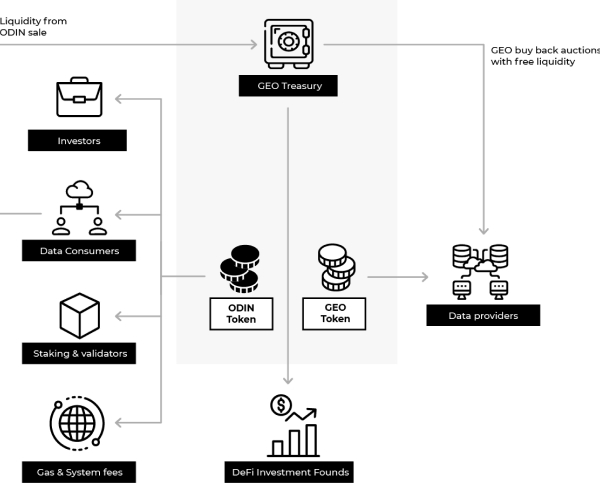 Liquidity from
ODIN sale
GEO buy back auctions
with free liquidity
GEO Treasury
Investors
Data Consumers
ODIN
Token
GEO
Token
Data providers
Staking & validators
Gas & System fees
DeFi Investment Founds